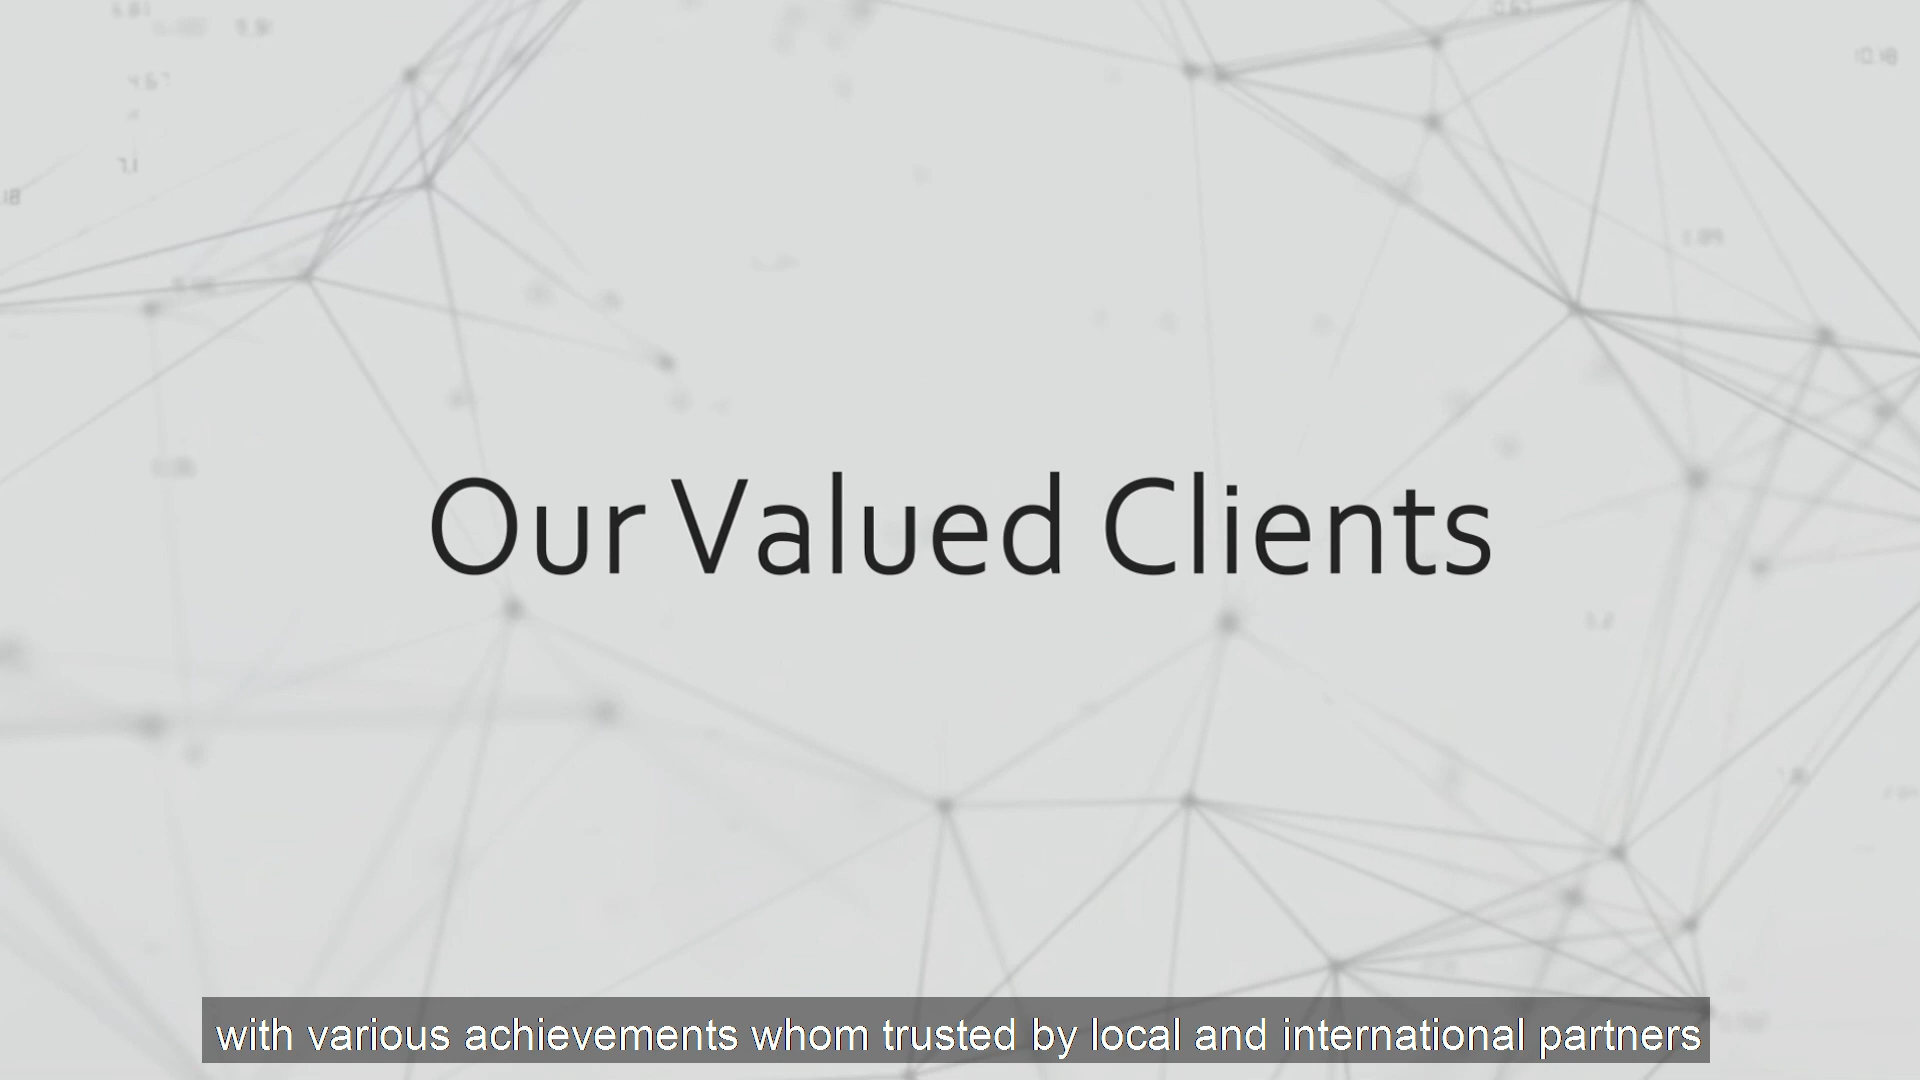 Our Valued Clients
with various achievements whom trusted by local and international partners